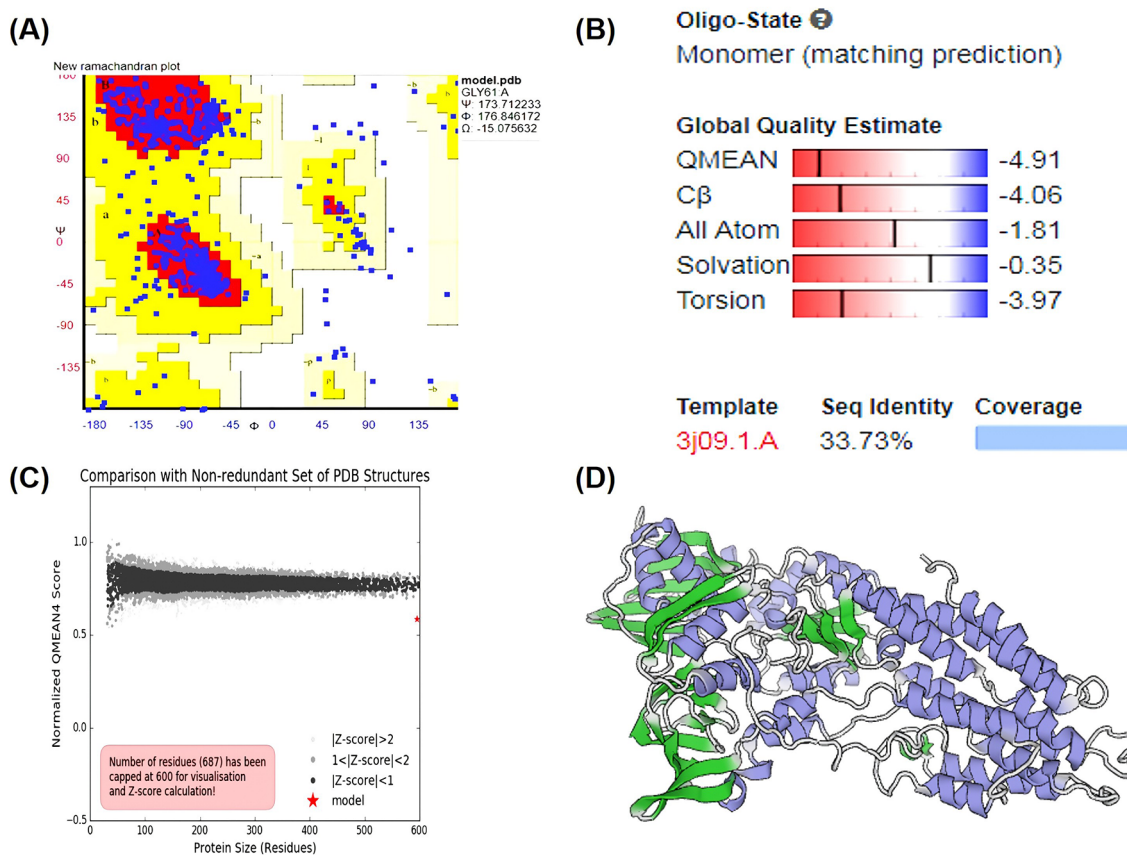 (A)
New ramachandran plot
180
135
90
45
Ψ
0
-45
-90
-135
-180
-135
-90
-45
Φ
0
45
90
135
b
b
b
~b
~b
a
A
~a
l
~l
~b
b
~b
~p
p
~b
model.pdb
GLY61:A
Ψ: 173.712233
Φ: 176.846172
Ω: -15.075632
(B)
Oligo-State ?
Monomer (matching prediction)
Global Quality Estimate
QMEAN -4.91
Cβ -4.06
All Atom -1.81
Solvation -0.35
Torsion -3.97
Template Seq Identity Coverage
3j09.1.A 33.73%
(C)
Comparison with Non-redundant Set of PDB Structures
Normalized QMEAN4 Score
1.0
0.5
0.0
−0.5
Number of residues (687) has been
capped at 600 for visualisation
and Z-score calculation!
|Z-score|>2
1<|Z-score|<2
|Z-score|<1
model
0 100 200 300 400 500 600
Protein Size (Residues)
(D)